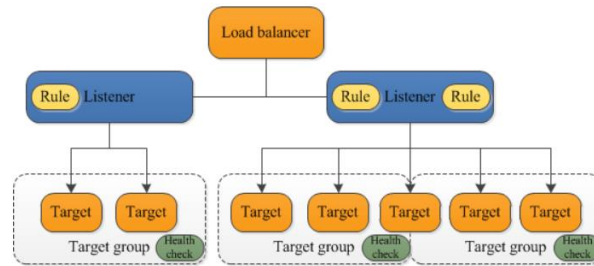 Load balancer
Rule Listener
Rule Listener Rule
Target Target
Target Target Target Target Target
Target group Health check
Target group Health check
Target group Health check